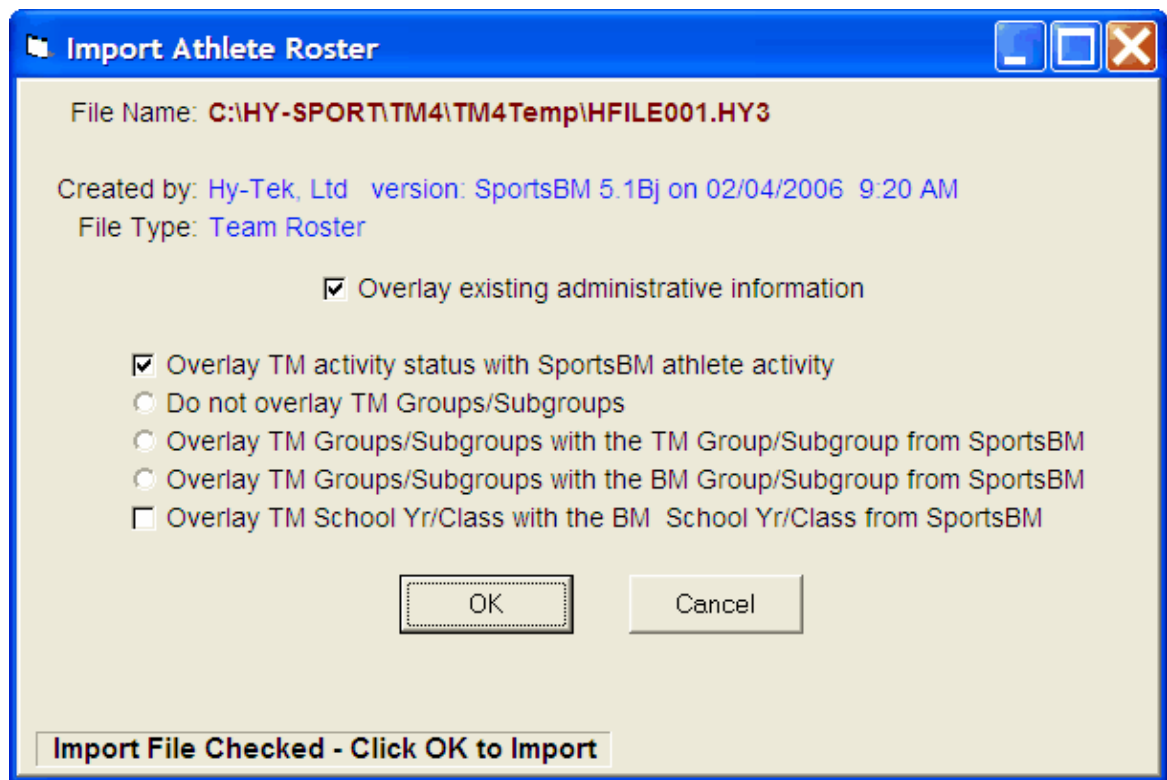 Import Athlete Roster
File Name: C:\HY-SPORT\TM4\TM4Temp\HFILE001.HY3
Created by: Hy-Tek, Ltd version: SportsBM 5.1Bj on 02/04/2006 9:20 AM
File Type: Team Roster
Overlay existing administrative information
Overlay TM activity status with SportsBM athlete activity
Do not overlay TM Groups/Subgroups
Overlay TM Groups/Subgroups with the TM Group/Subgroup from SportsBM
Overlay TM Groups/Subgroups with the BM Group/Subgroup from SportsBM
Overlay TM School Yr/Class with the BM School Yr/Class from SportsBM
OK Cancel
Import File Checked - Click OK to Import